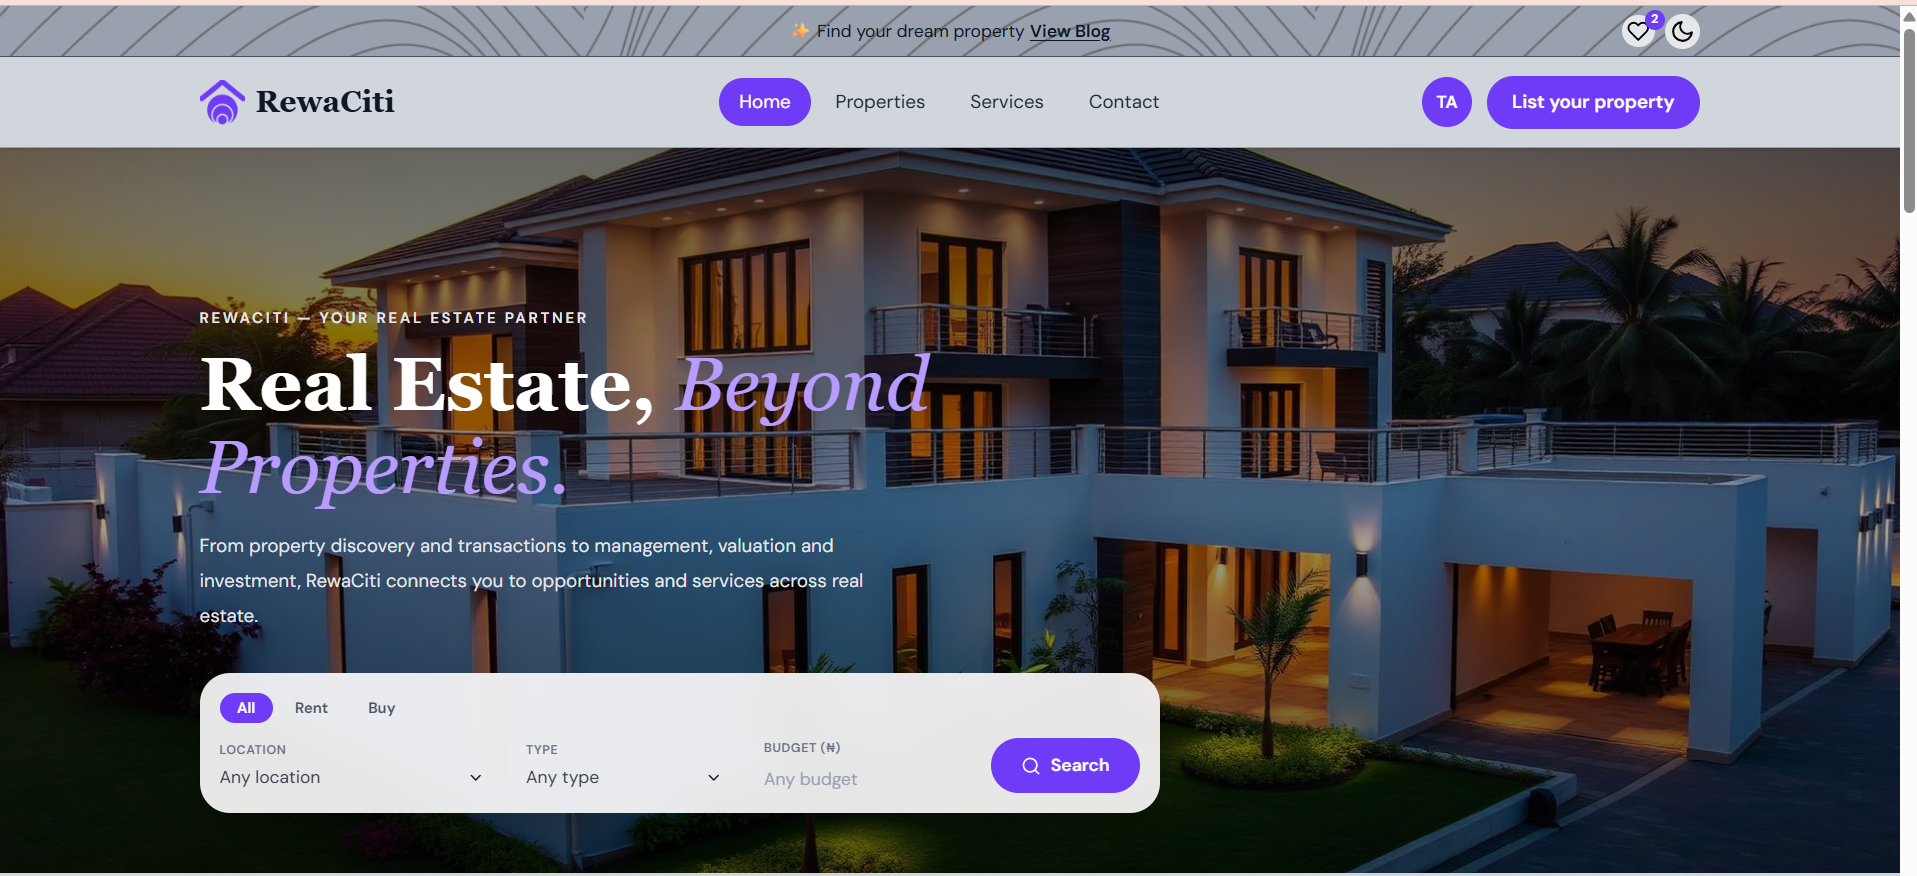 ✨ Find your dream property View Blog
2
RewaCiti
Home
Properties
Services
Contact
TA
List your property
REWACITI — YOUR REAL ESTATE PARTNER
Real Estate, Beyond
Properties.
From property discovery and transactions to management, valuation and
investment, RewaCiti connects you to opportunities and services across real
estate.
All
Rent
Buy
LOCATION
Any location
TYPE
Any type
BUDGET (₦)
Any budget
Search